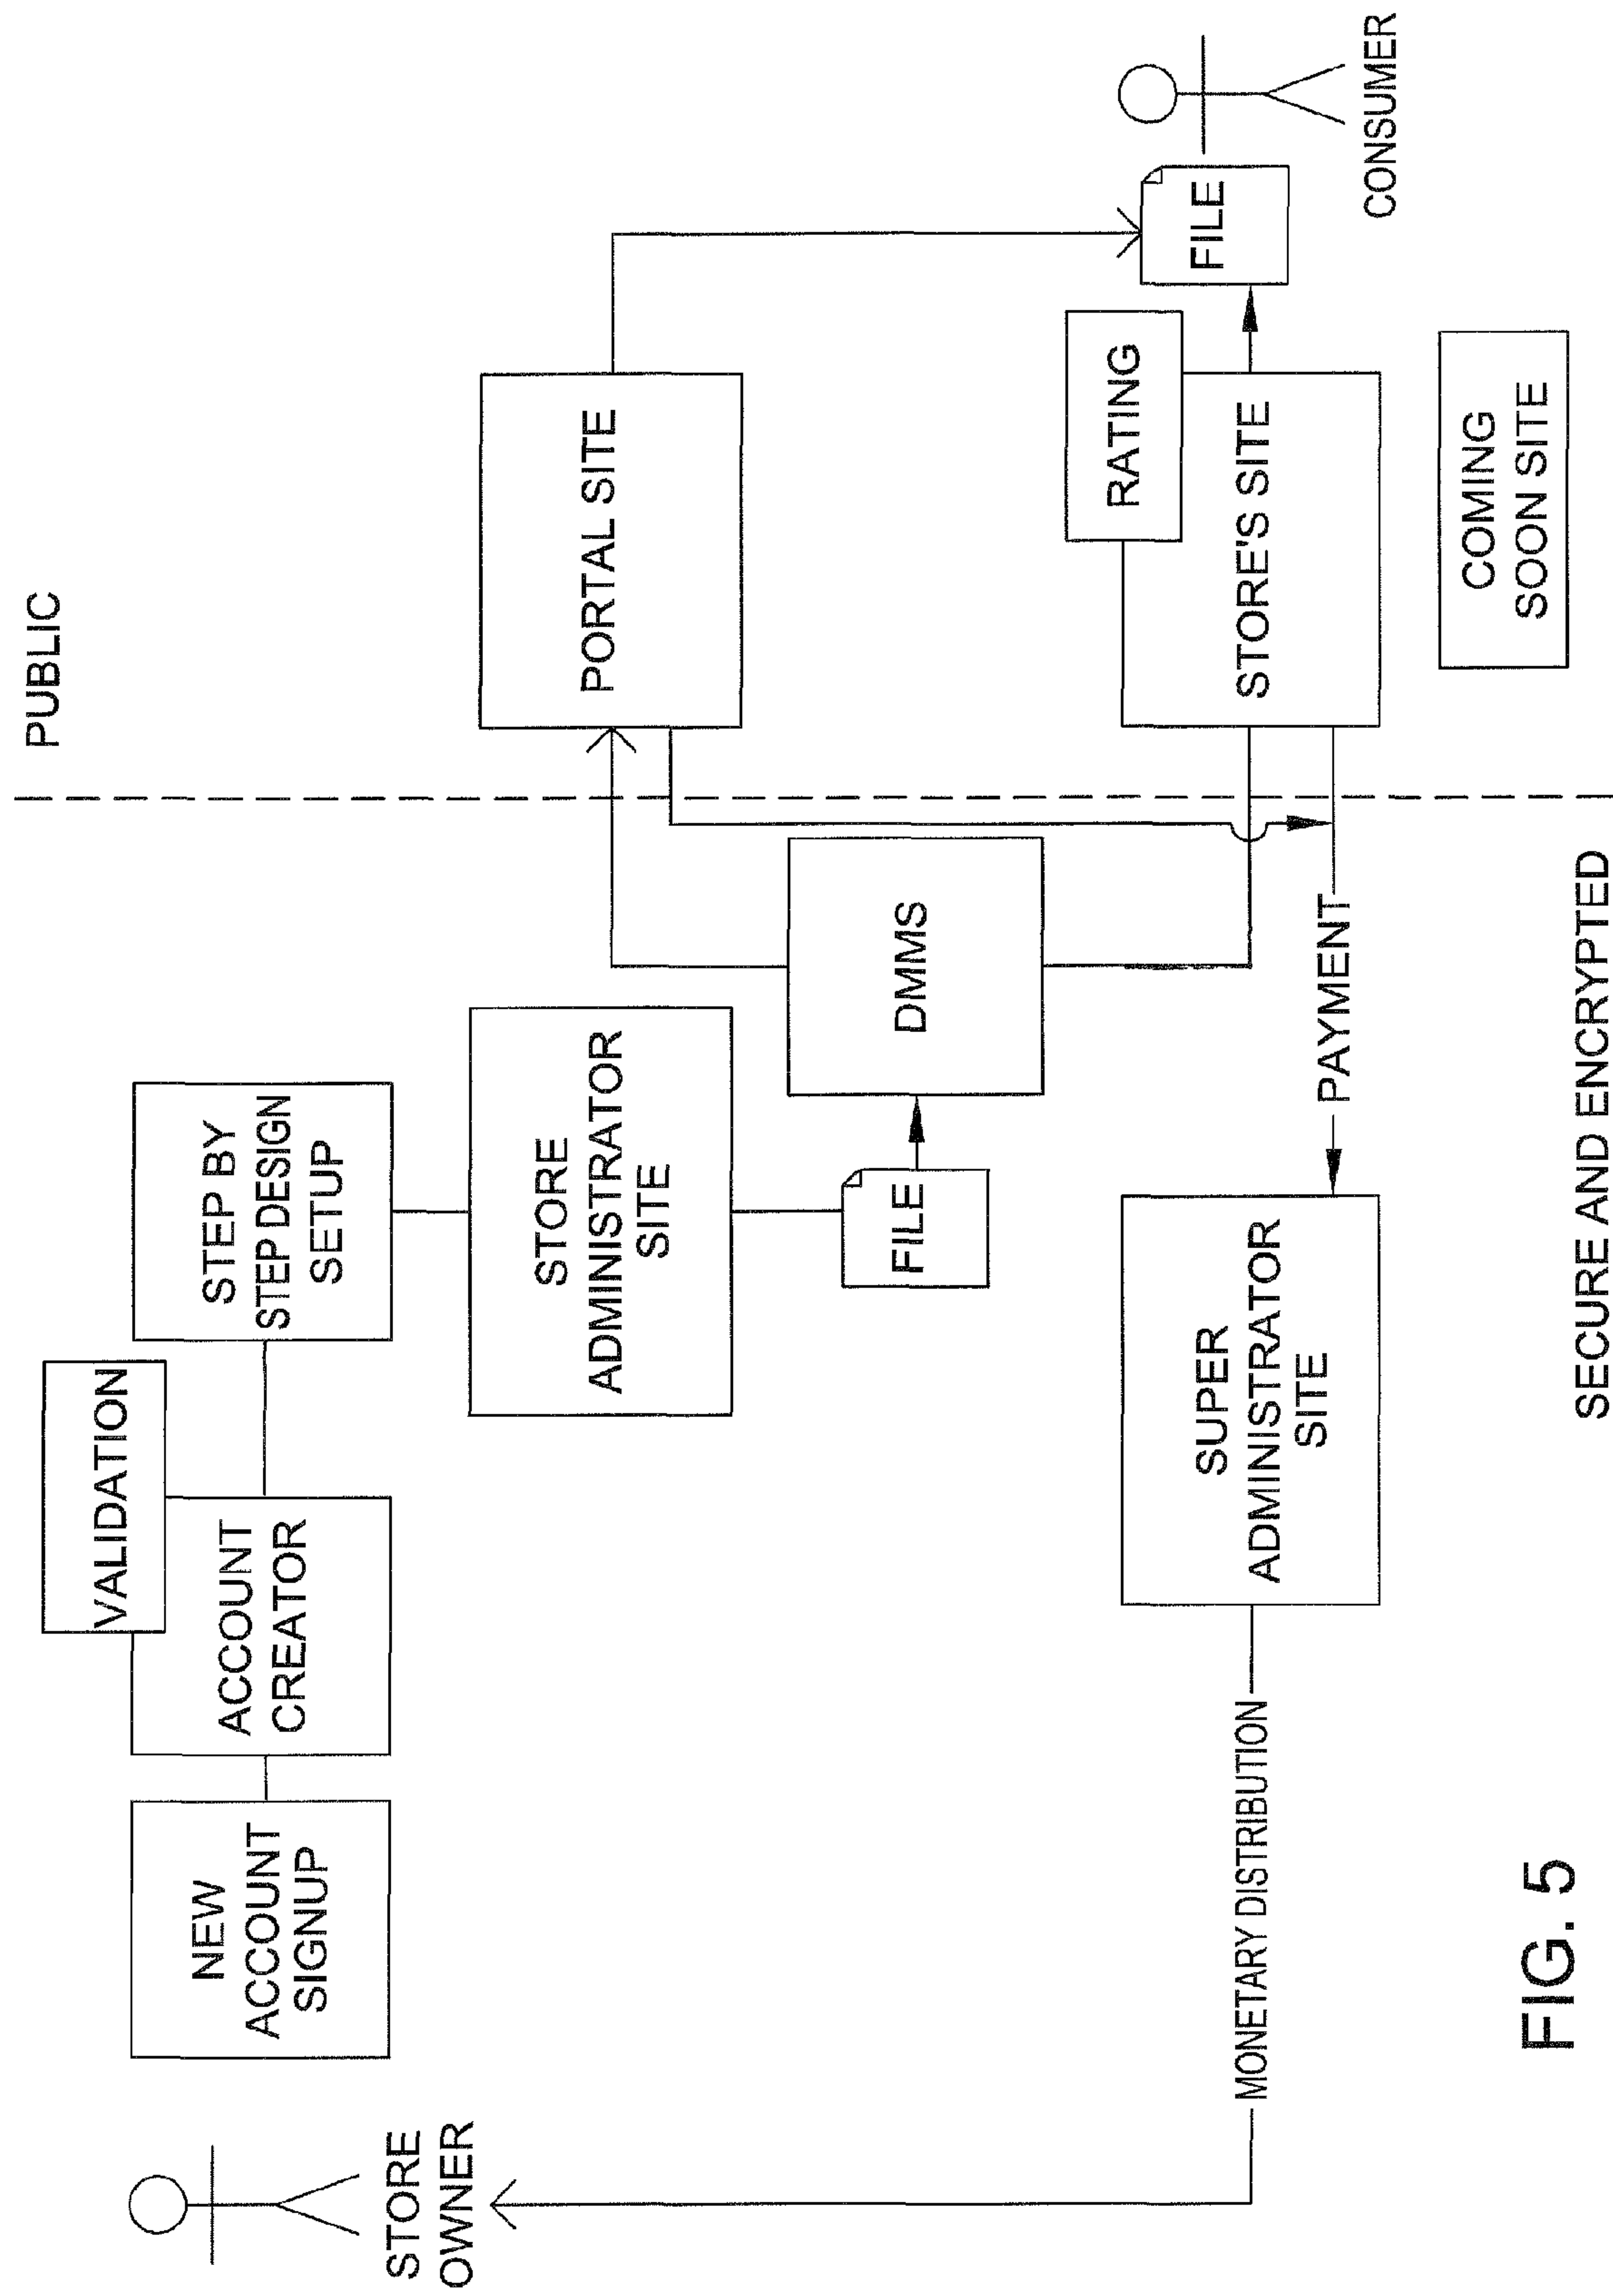 PUBLIC
VALIDATION
NEW
ACCOUNT
SIGNUP
ACCOUNT
CREATOR
STEP BY
STEP DESIGN
SETUP
STORE
OWNER
STORE
ADMINISTRATOR
SITE
PORTAL SITE
FILE
DMMS
RATING
FILE
CONSUMER
MONETARY DISTRIBUTION
SUPER
ADMINISTRATOR
SITE
PAYMENT
STORE'S SITE
COMING
SOON SITE
SECURE AND ENCRYPTED
FIG. 5